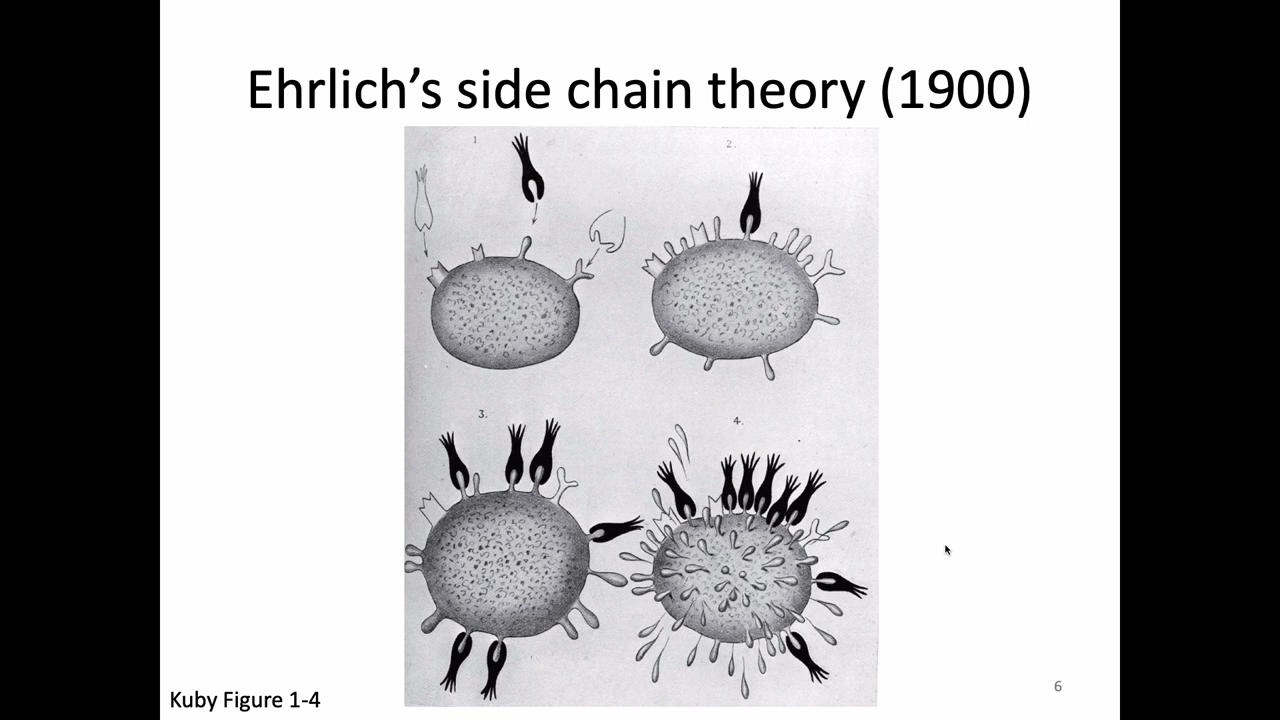 Ehrlich’s side chain theory (1900)
1
2.
3.
4.
Kuby Figure 1-4
6